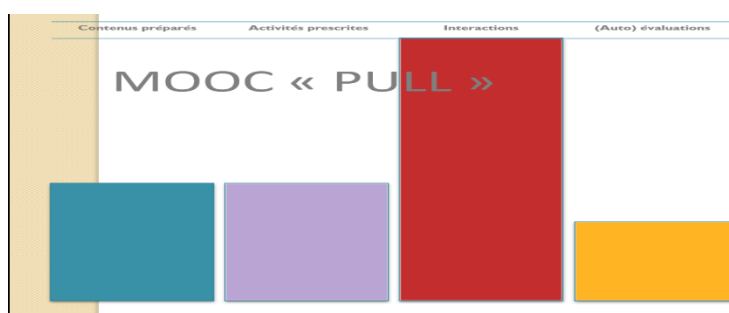 Contenus préparés Activités prescrites Interactions (Auto) évaluations
MOOC « PULL »